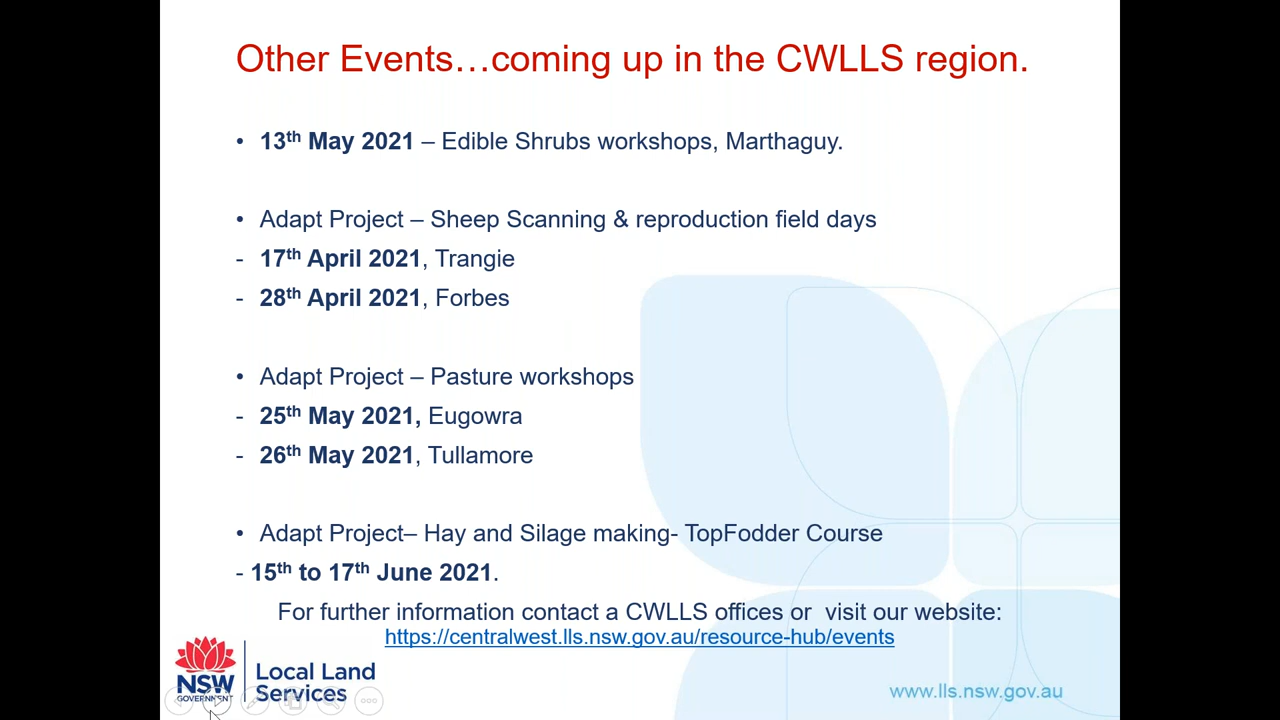 Other Events…coming up in the CWLLS region.
• 13th May 2021 – Edible Shrubs workshops, Marthaguy.
• Adapt Project – Sheep Scanning & reproduction field days
- 17th April 2021, Trangie
- 28th April 2021, Forbes
• Adapt Project – Pasture workshops
- 25th May 2021, Eugowra
- 26th May 2021, Tullamore
• Adapt Project– Hay and Silage making- TopFodder Course
- 15th to 17th June 2021.
For further information contact a CWLLS offices or  visit our website:
https://centralwest.lls.nsw.gov.au/resource-hub/events
NSW
GOVERNMENT
Local Land
Services
www.lls.nsw.gov.au